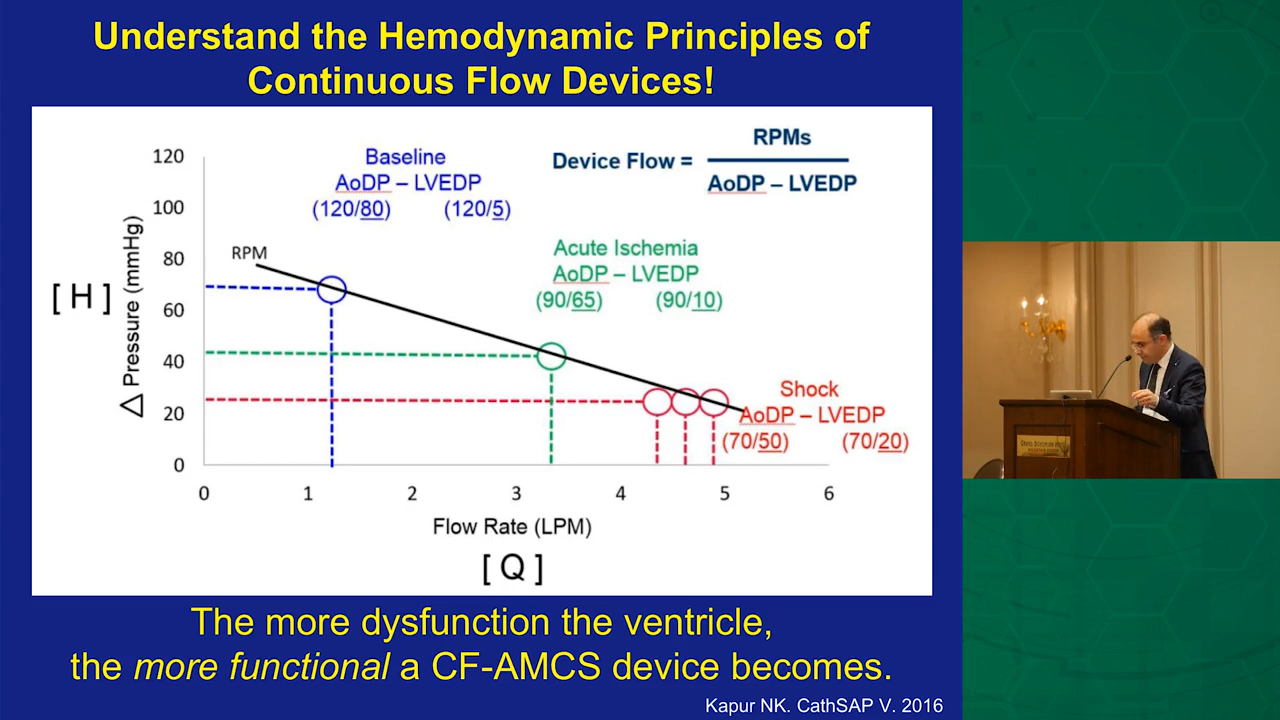 Understand the Hemodynamic Principles of
Continuous Flow Devices!
Device Flow =
RPMs
AoDP – LVEDP
Baseline
AoDP – LVEDP
(120/80) (120/5)
Acute Ischemia
AoDP – LVEDP
(90/65) (90/10)
Shock
AoDP – LVEDP
(70/50) (70/20)
RPM
[ H ]
△ Pressure (mmHg)
120
100
80
60
40
20
0
0 1 2 3 4 5 6
Flow Rate (LPM)
[ Q ]
The more dysfunction the ventricle,
the more functional a CF-AMCS device becomes.
Kapur NK. CathSAP V. 2016